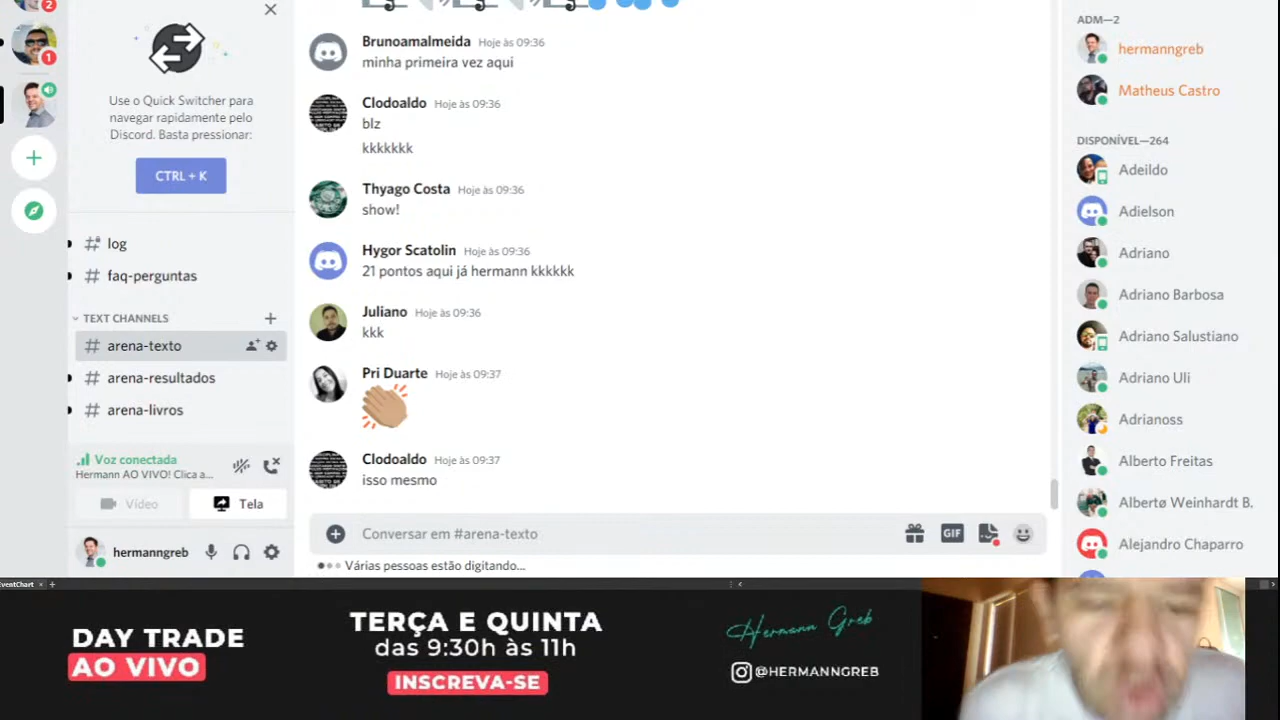 2
1
Use o Quick Switcher para
navegar rapidamente pelo
Discord. Basta pressionar:
CTRL + K
log
faq-perguntas
TEXT CHANNELS
arena-texto
arena-resultados
arena-livros
Voz conectada
Hermann AO VIVO! Clica a...
Vídeo
Tela
hermanngreb
Brunoamalmeida Hoje às 09:36
minha primeira vez aqui
Clodoaldo Hoje às 09:36
blz
kkkkkkk
Thyago Costa Hoje às 09:36
show!
Hygor Scatolin Hoje às 09:36
21 pontos aqui já hermann kkkkkk
Juliano Hoje às 09:36
kkk
Pri Duarte Hoje às 09:37
Clodoaldo Hoje às 09:37
isso mesmo
Conversar em #arena-texto
GIF
Várias pessoas estão digitando...
ADM—2
hermanngreb
Matheus Castro
DISPONÍVEL—264
Adeildo
Adielson
Adriano
Adriano Barbosa
Adriano Salustiano
Adriano Uli
Adrianoss
Alberto Freitas
Albertø Weinhardt B.
Alejandro Chaparro
EventChart
DAY TRADE
AO VIVO
TERÇA E QUINTA
das 9:30h às 11h
INSCREVA-SE
Hermann Greb
@HERMANNGREB